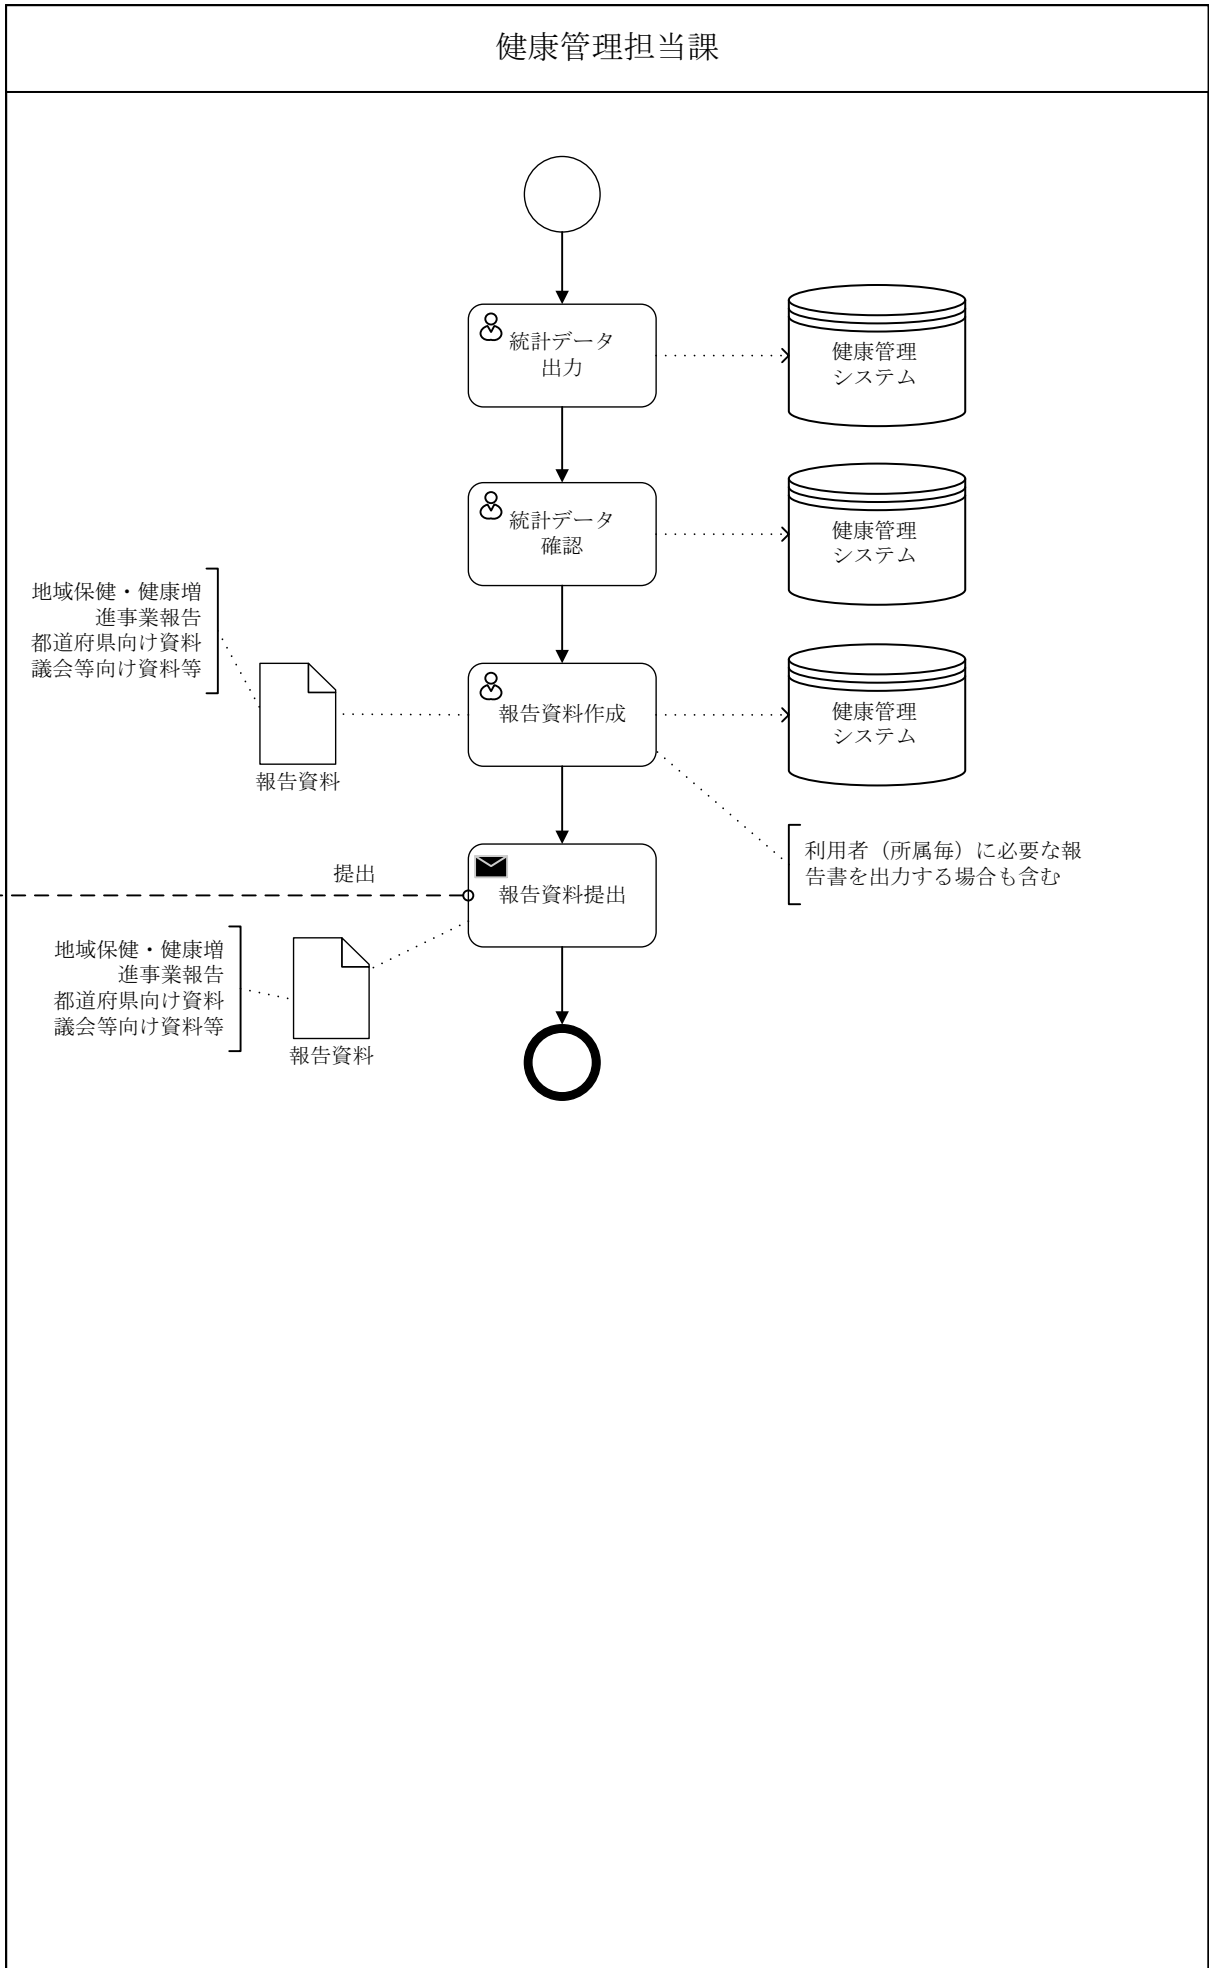 健康管理担当課
統計データ
出力
健康管理
システム
統計データ
確認
健康管理
システム
地域保健・健康増
進事業報告
都道府県向け資料
議会等向け資料等
報告資料
報告資料作成
健康管理
システム
利用者（所属毎）に必要な報
告書を出力する場合も含む
提出
報告資料提出
地域保健・健康増
進事業報告
都道府県向け資料
議会等向け資料等
報告資料